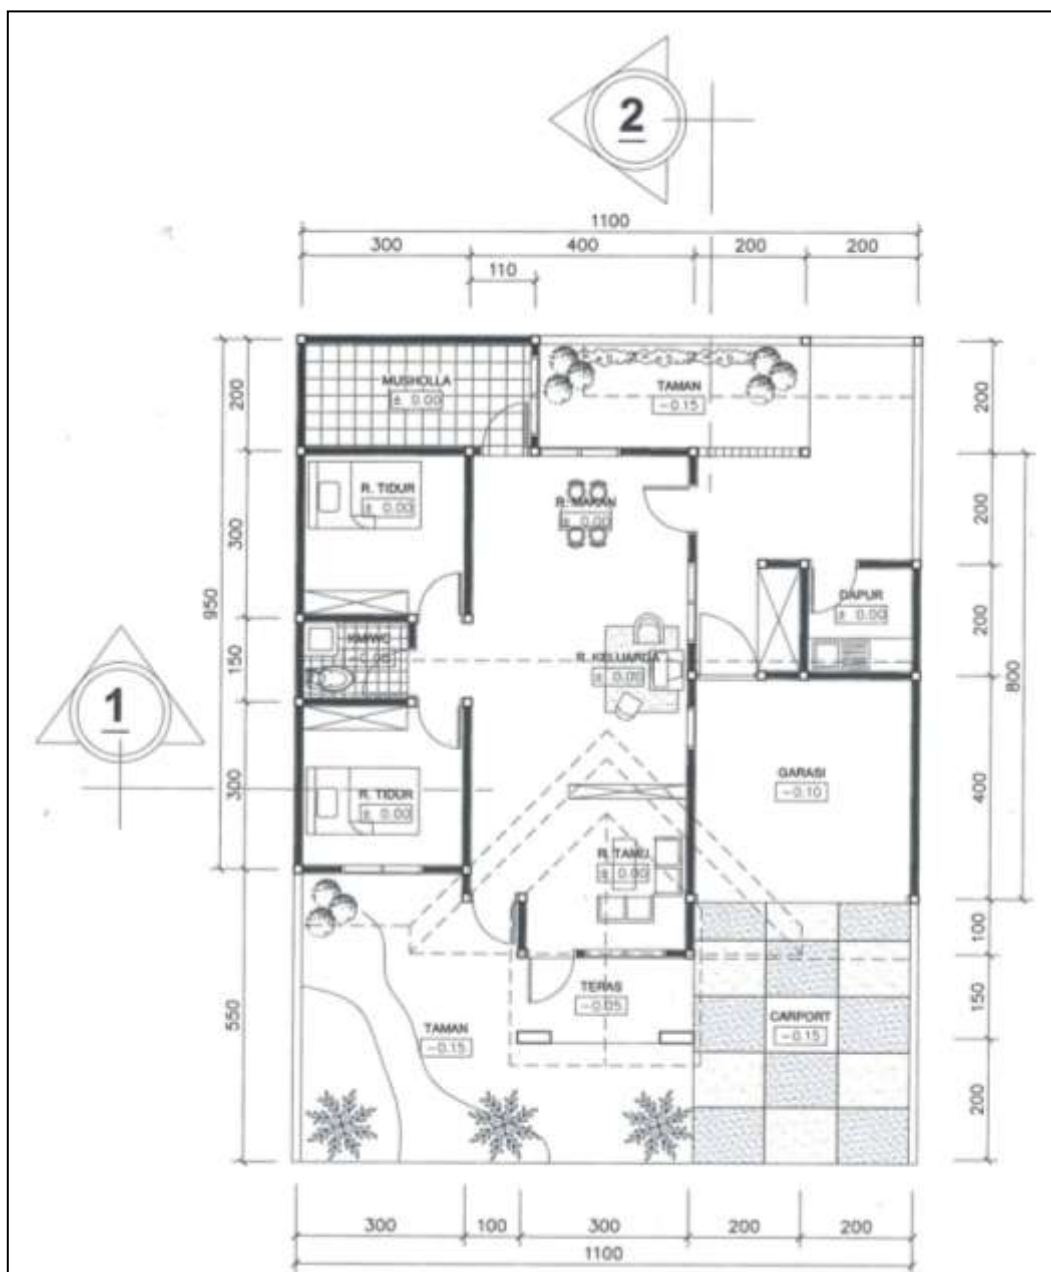 2
1100
300 400 200 200
110
MUSHOLLA
± 0.00
TAMAN
-0.15
R. TIDUR
± 0.00
R. MAKAN
± 0.00
DAPUR
± 0.00
KM/WC
R. KELUARGA
± 0.00
1
GARASI
-0.10
R. TIDUR
± 0.00
R. TAMU
± 0.00
TERAS
-0.05
CARPORT
-0.15
TAMAN
-0.15
200
300
150
300
950
550
200
200
200
400
800
100
150
200
300 100 300 200 200
1100